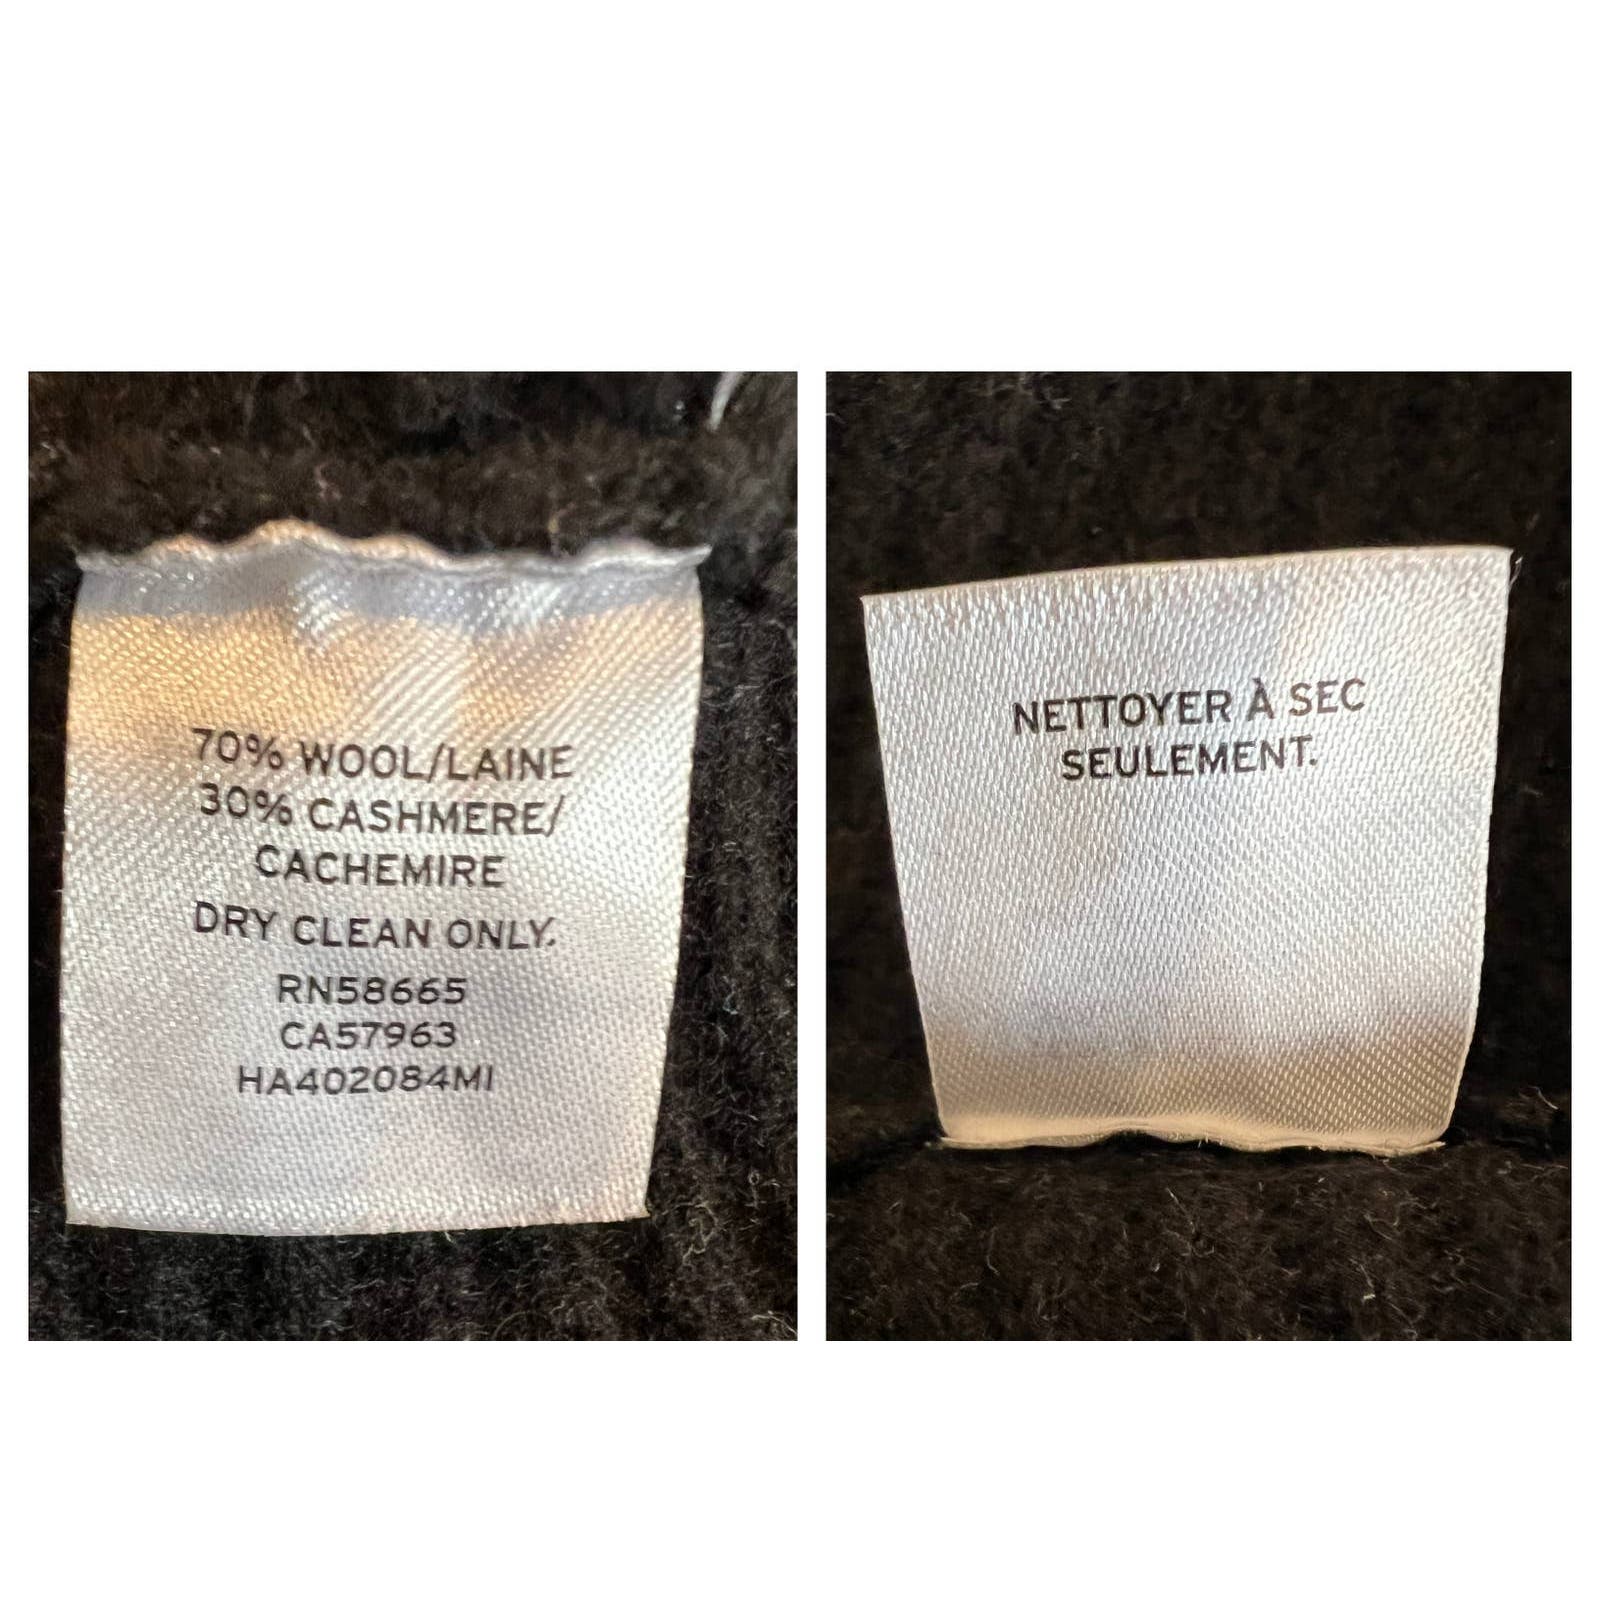 70% WOOL/LAINE
30% CASHMERE/
CACHEMIRE
DRY CLEAN ONLY.
RN58665
CA57963
HA402084MI
NETTOYER À SEC
SEULEMENT.